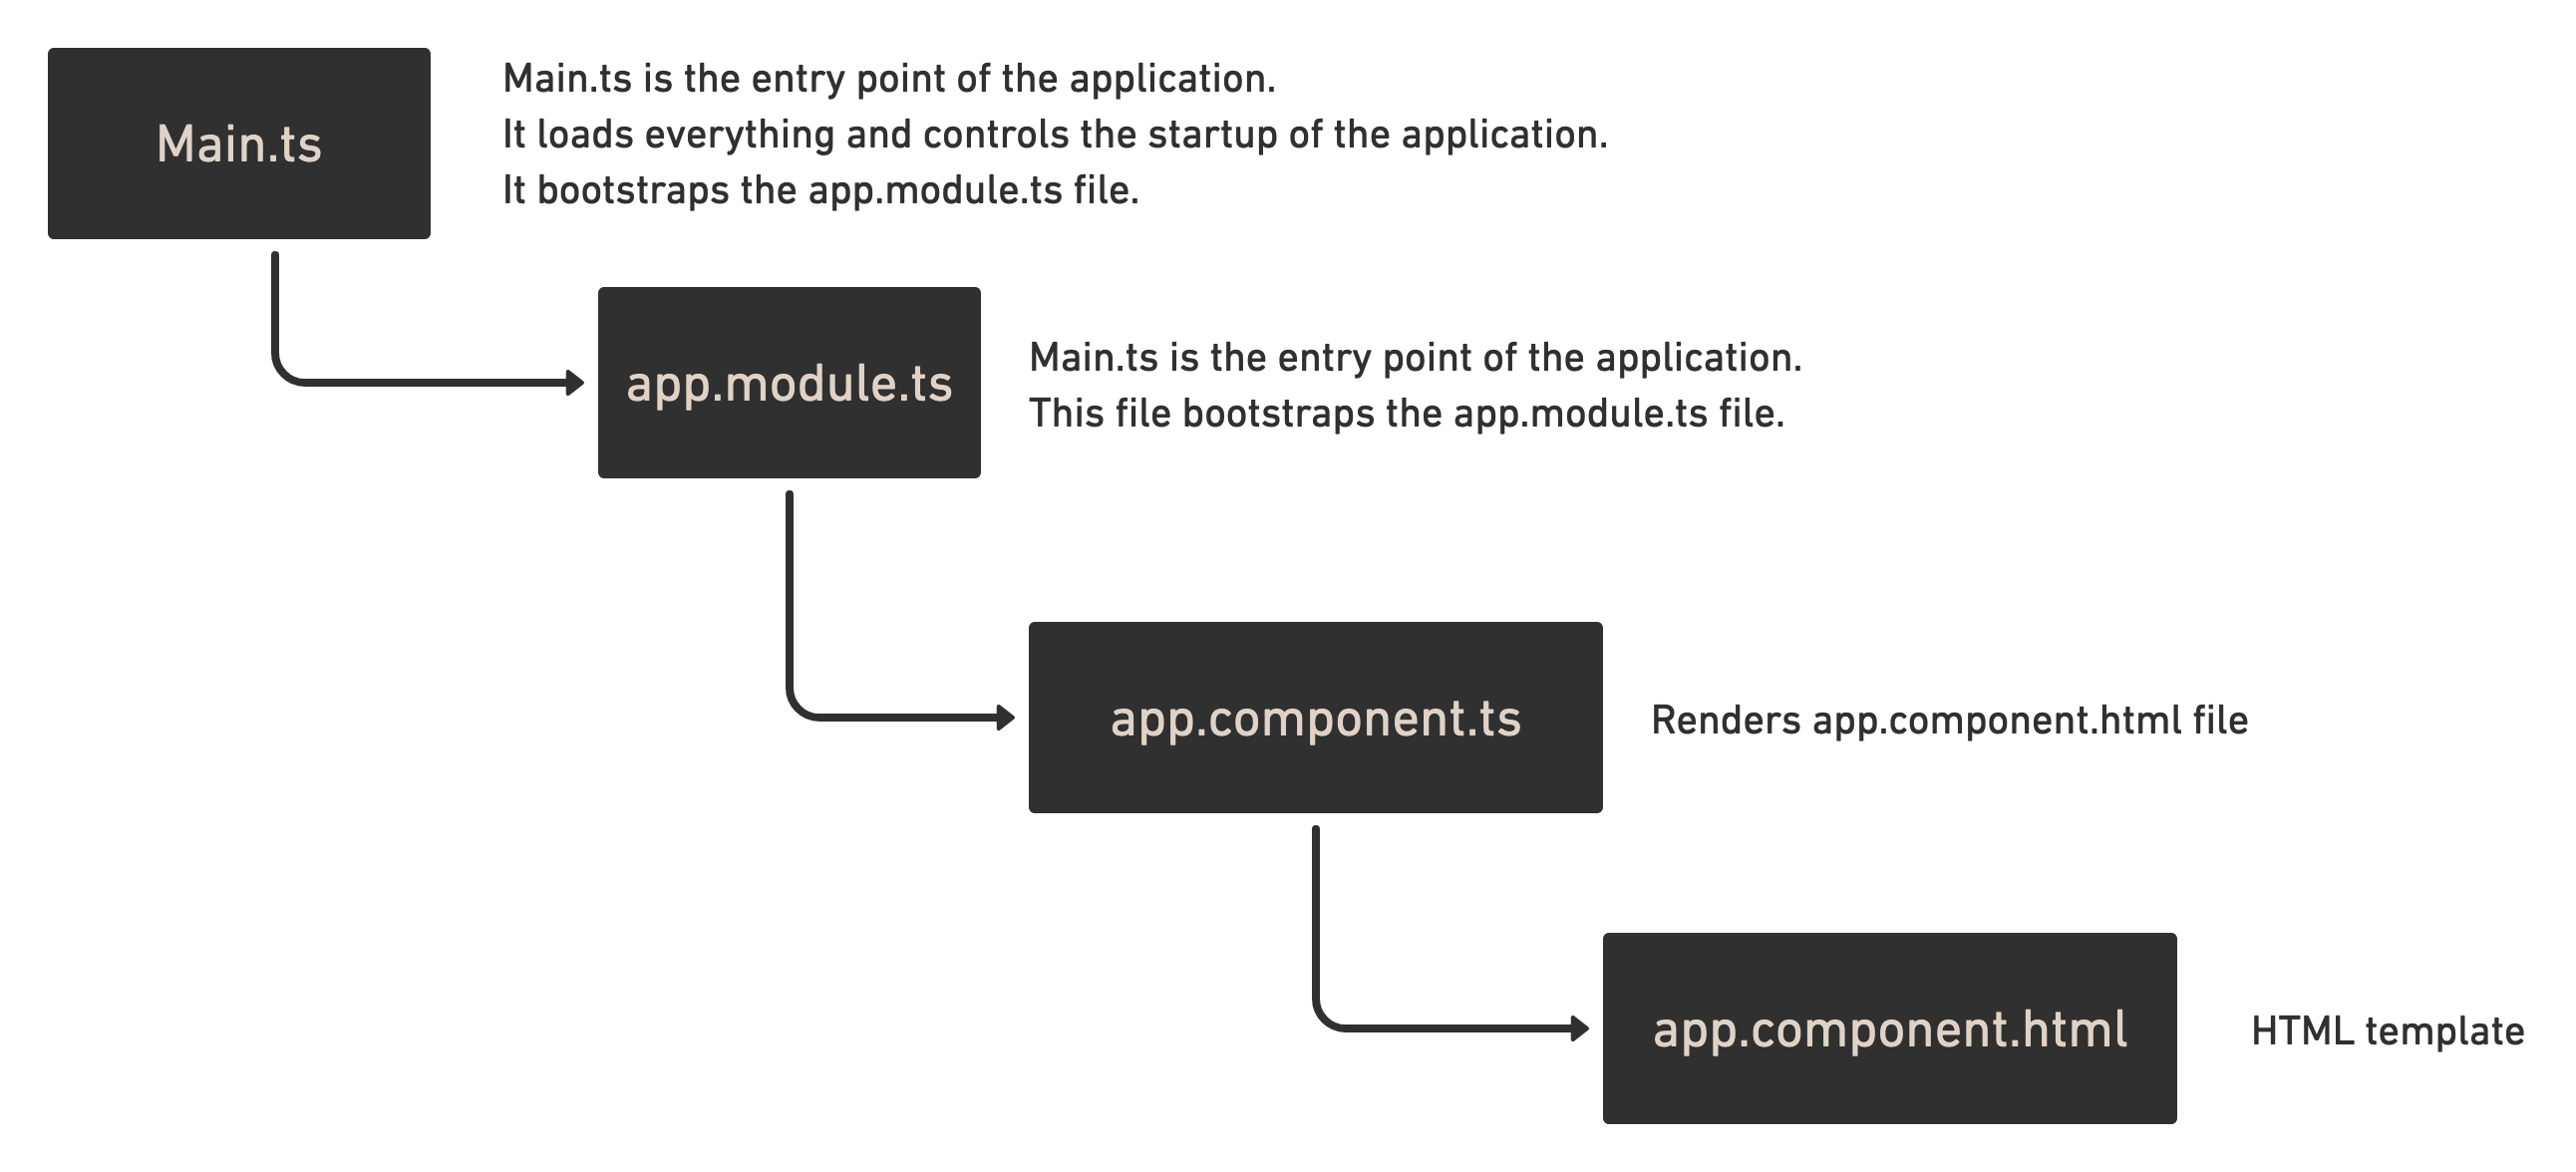 Main.ts
Main.ts is the entry point of the application.
It loads everything and controls the startup of the application.
It bootstraps the app.module.ts file.
app.module.ts
Main.ts is the entry point of the application.
This file bootstraps the app.module.ts file.
app.component.ts
Renders app.component.html file
app.component.html
HTML template